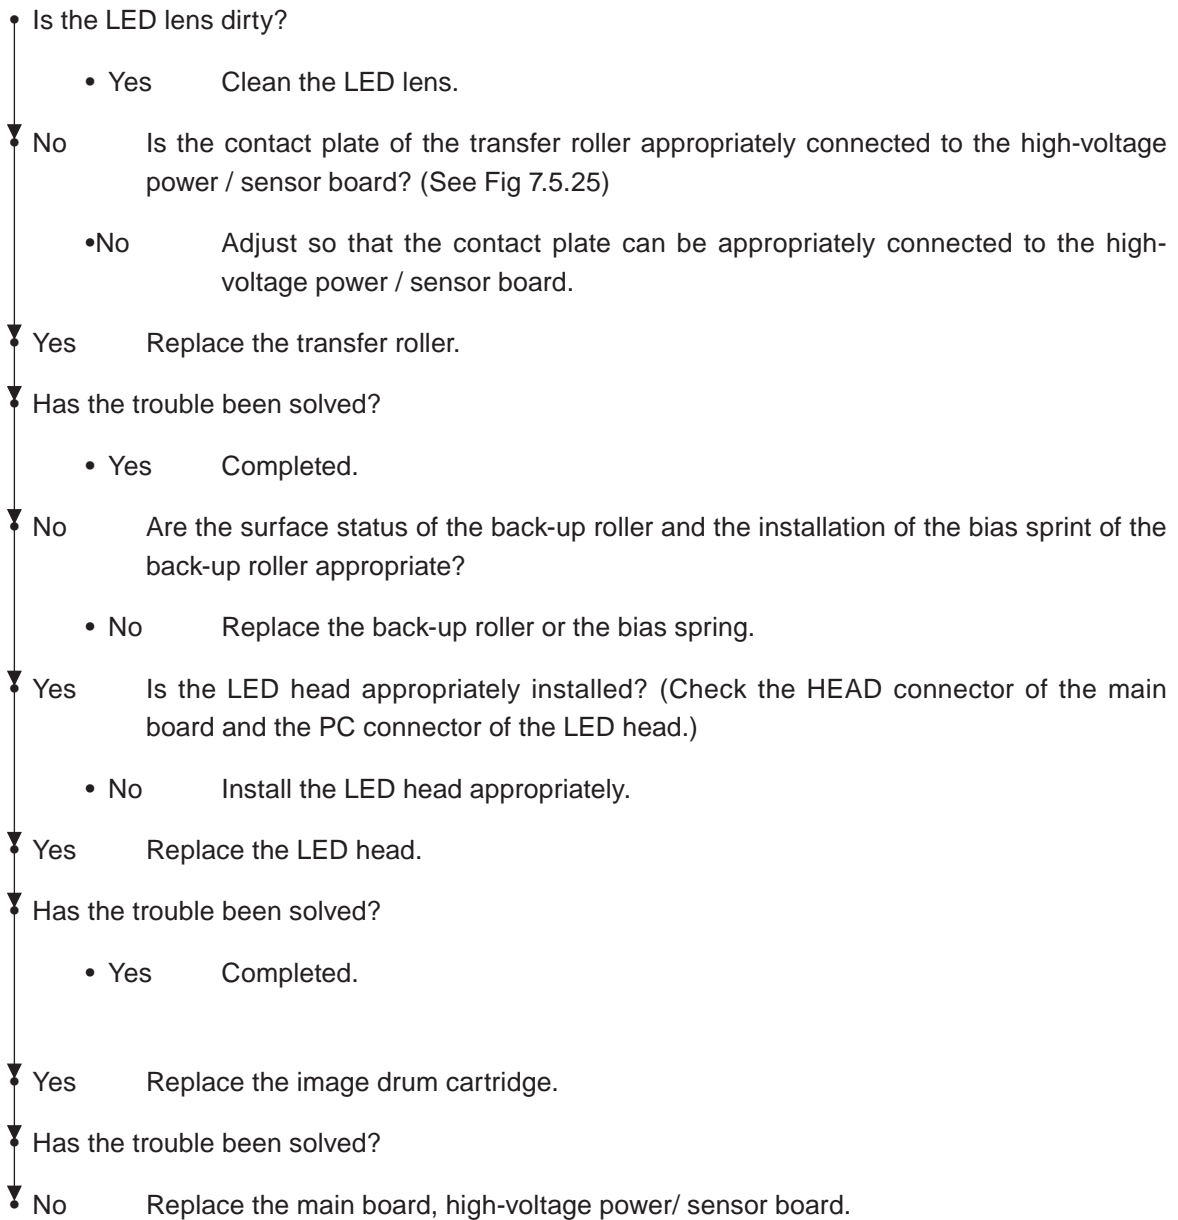 • Is the LED lens dirty?
• Yes Clean the LED lens.
• No Is the contact plate of the transfer roller appropriately connected to the high-voltage
power / sensor board? (See Fig 7.5.25)
•No Adjust so that the contact plate can be appropriately connected to the high-
voltage power / sensor board.
• Yes Replace the transfer roller.
• Has the trouble been solved?
• Yes Completed.
• No Are the surface status of the back-up roller and the installation of the bias sprint of the
back-up roller appropriate?
• No Replace the back-up roller or the bias spring.
• Yes Is the LED head appropriately installed? (Check the HEAD connector of the main
board and the PC connector of the LED head.)
• No Install the LED head appropriately.
• Yes Replace the LED head.
• Has the trouble been solved?
• Yes Completed.
• Yes Replace the image drum cartridge.
• Has the trouble been solved?
• No Replace the main board, high-voltage power/ sensor board.